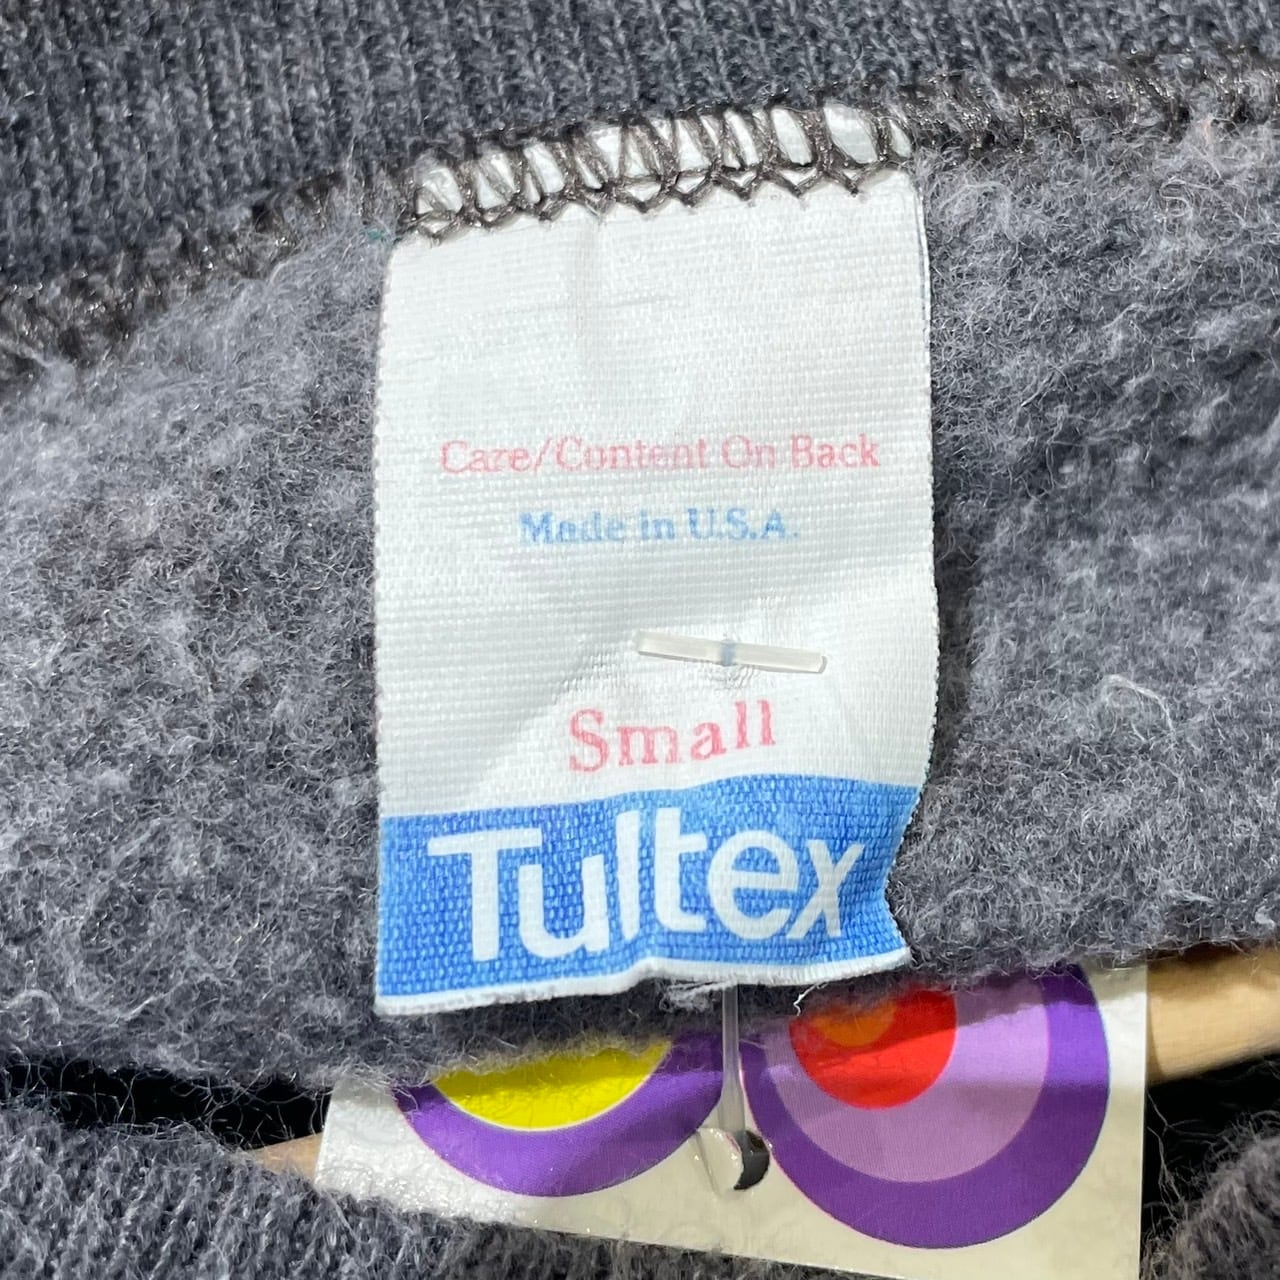 Care/Content On Back
Made in U.S.A.
Small
Tultex